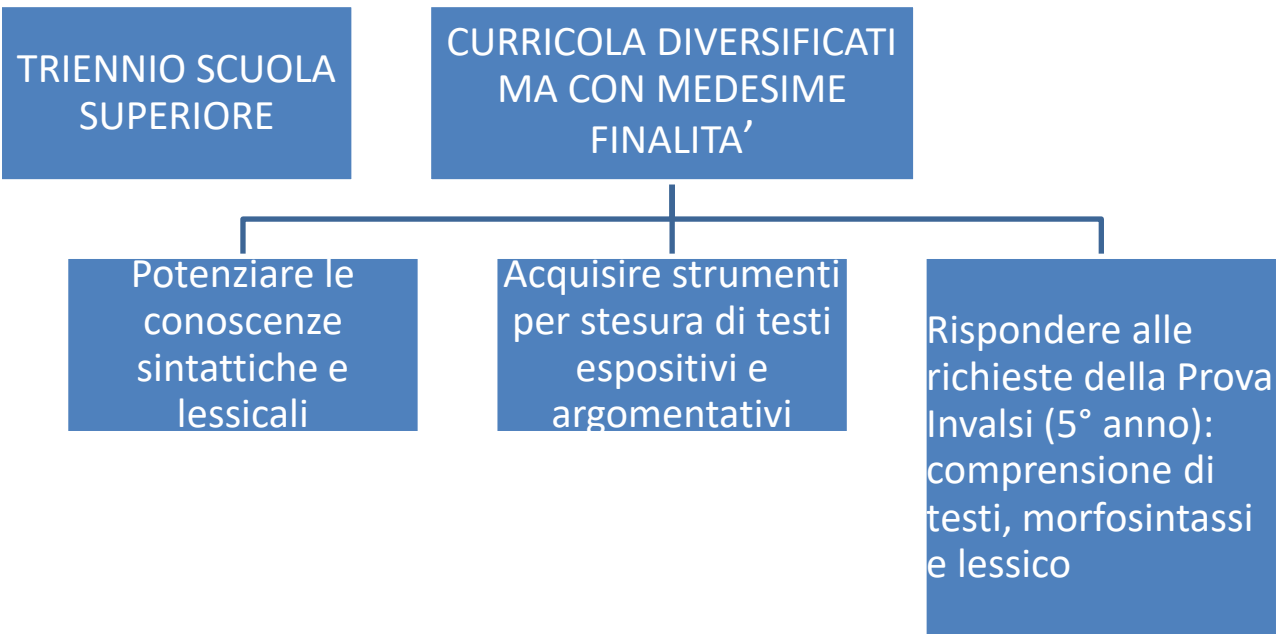 TRIENNIO SCUOLA
SUPERIORE
CURRICOLA DIVERSIFICATI
MA CON MEDESIME
FINALITA’
Potenziare le
conoscenze
sintattiche e
lessicali
Acquisire strumenti
per stesura di testi
espositivi e
argomentativi
Rispondere alle
richieste della Prova
Invalsi (5° anno):
comprensione di
testi, morfosintassi
e lessico